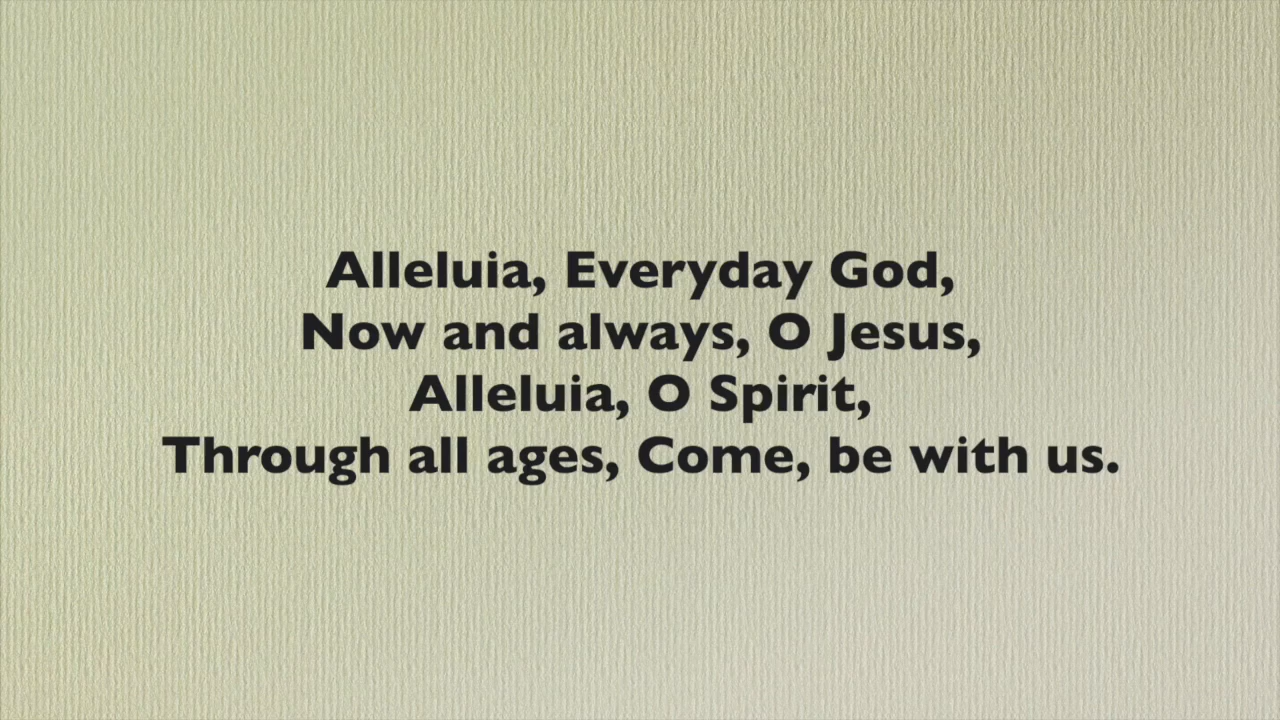 Alleluia, Everyday God,
Now and always, O Jesus,
Alleluia, O Spirit,
Through all ages, Come, be with us.